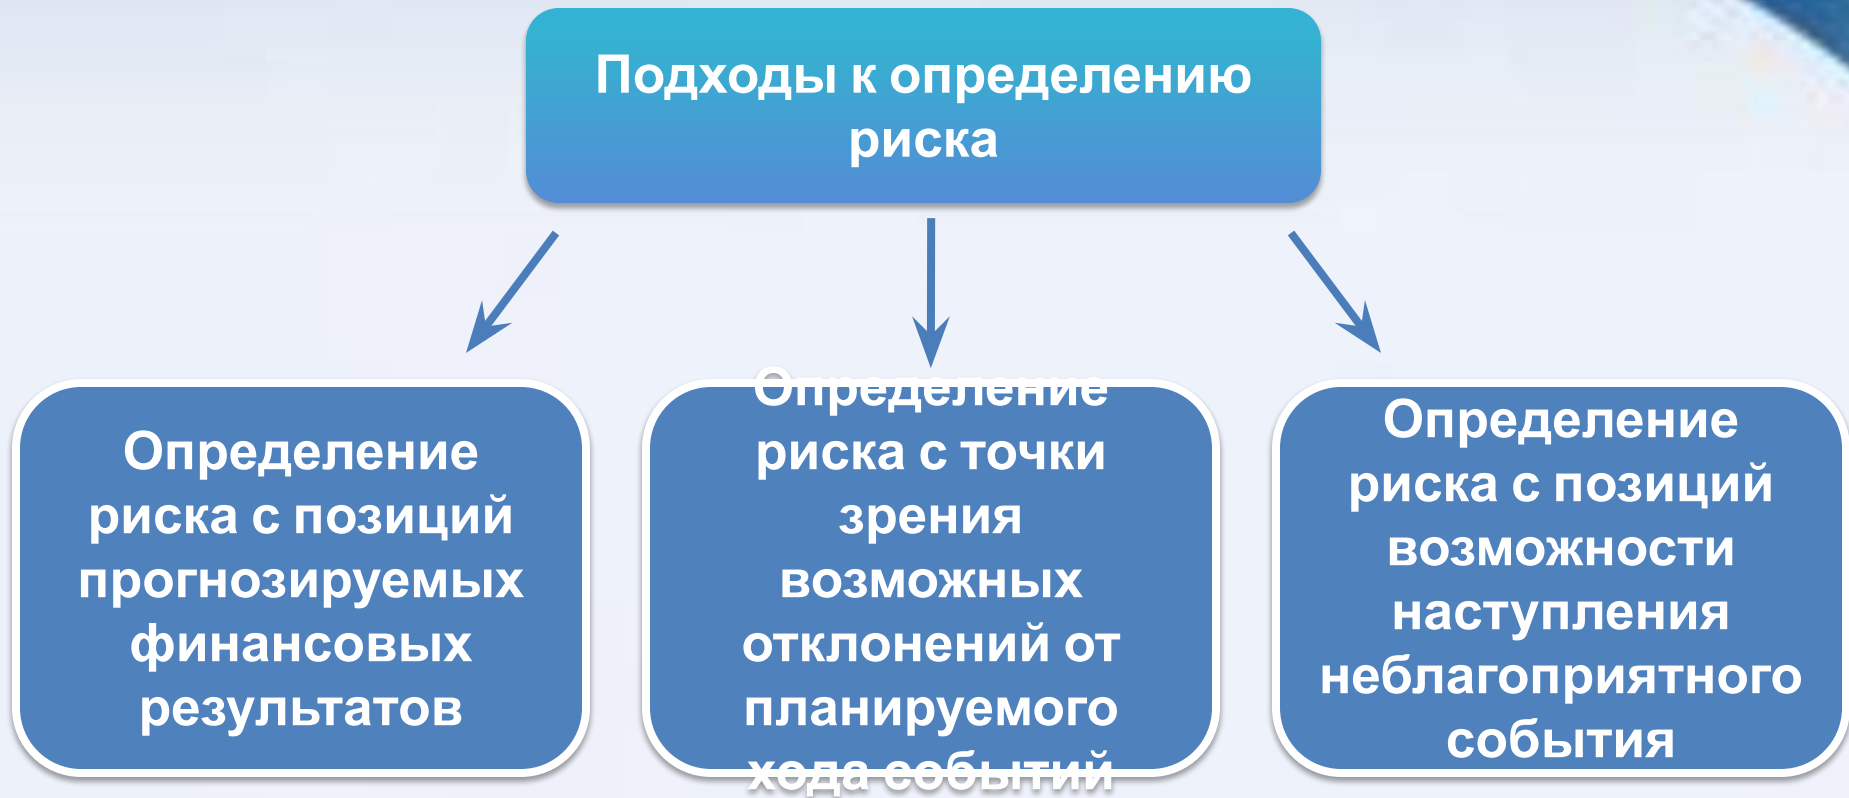 Подходы к определению
риска
Определение
риска с позиций
прогнозируемых
финансовых
результатов
Определение
риска с точки
зрения
возможных
отклонений от
планируемого
хода событий
Определение
риска с позиций
возможности
наступления
неблагоприятного
события